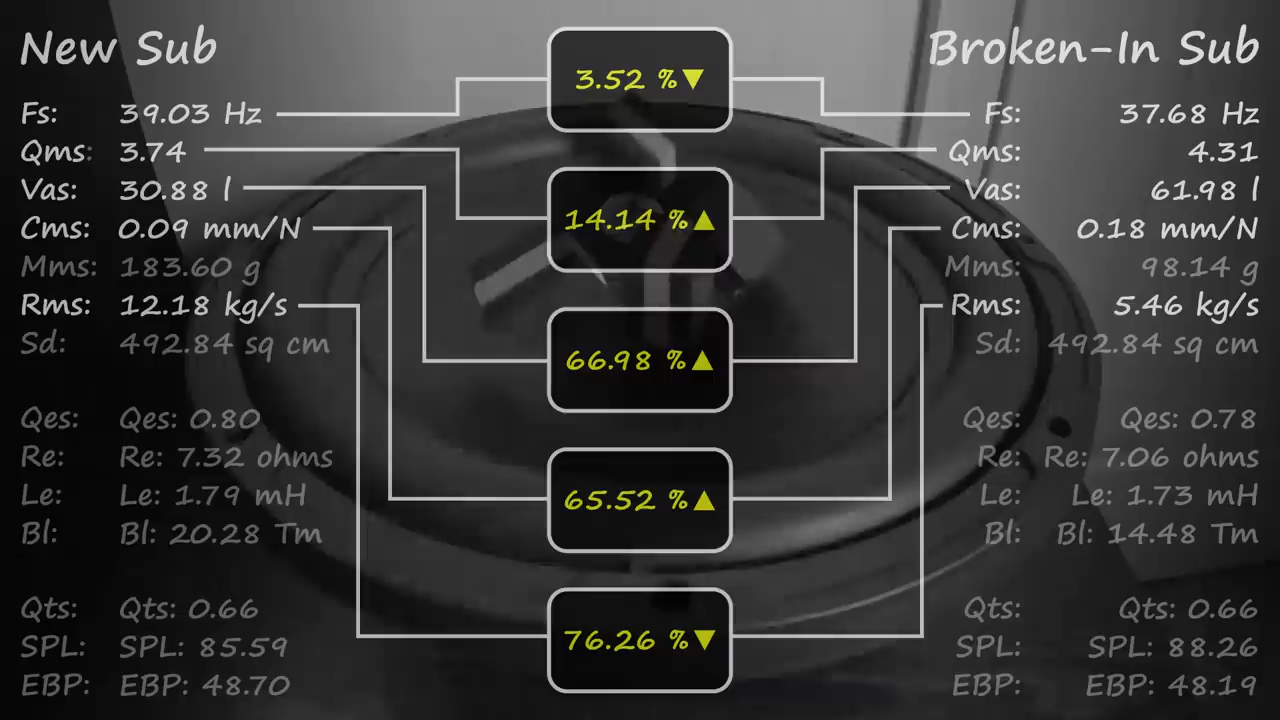 New Sub
Fs: 39.03 Hz
Qms: 3.74
Vas: 30.88 l
Cms: 0.09 mm/N
Mms: 183.60 g
Rms: 12.18 kg/s
Sd: 492.84 sq cm
Qes: Qes: 0.80
Re: Re: 7.32 ohms
Le: Le: 1.79 mH
Bl: Bl: 20.28 Tm
Qts: Qts: 0.66
SPL: SPL: 85.59
EBP: EBP: 48.70
3.52 %▼
14.14 %▲
66.98 %▲
65.52 %▲
76.26 %▼
Broken-In Sub
Fs: 37.68 Hz
Qms: 4.31
Vas: 61.98 l
Cms: 0.18 mm/N
Mms: 98.14 g
Rms: 5.46 kg/s
Sd: 492.84 sq cm
Qes: Qes: 0.78
Re: Re: 7.06 ohms
Le: Le: 1.73 mH
Bl: Bl: 14.48 Tm
Qts: Qts: 0.66
SPL: SPL: 88.26
EBP: EBP: 48.19